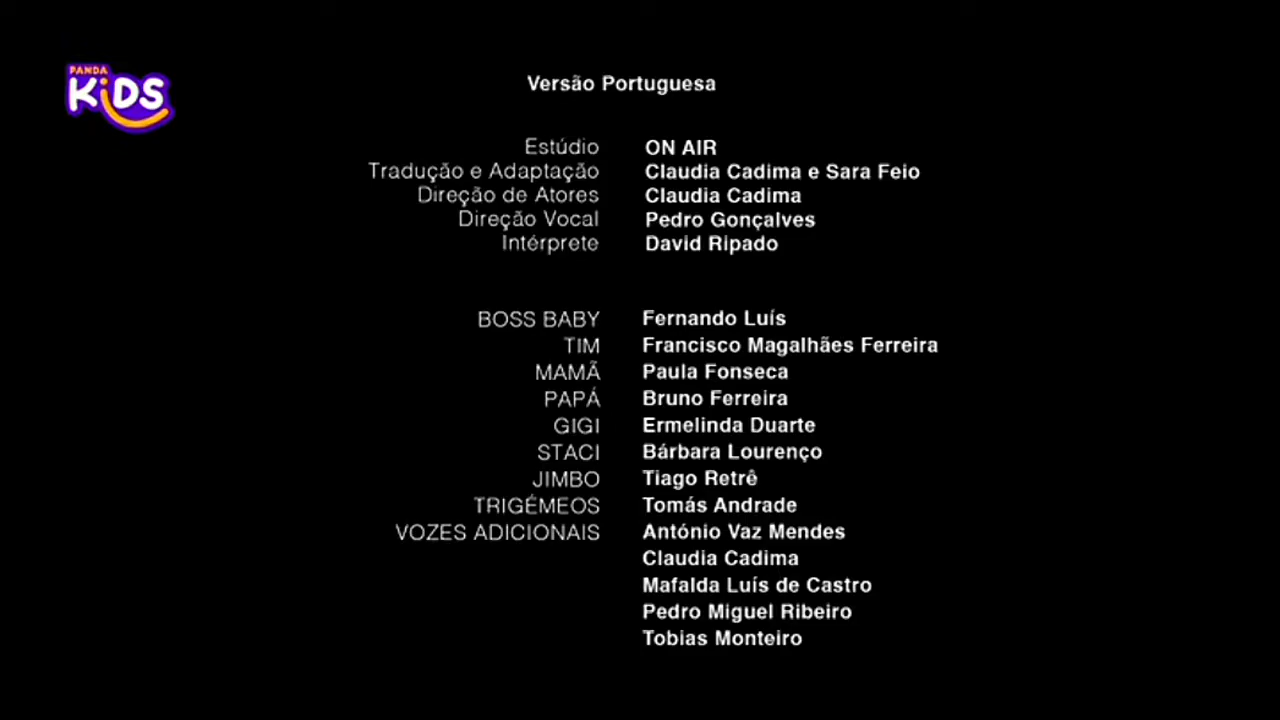 PANDA
KiDS
Versão Portuguesa
Estúdio ON AIR
Tradução e Adaptação Claudia Cadima e Sara Feio
Direção de Atores Claudia Cadima
Direção Vocal Pedro Gonçalves
Intérprete David Ripado
BOSS BABY Fernando Luís
TIM Francisco Magalhães Ferreira
MAMÃ Paula Fonseca
PAPÁ Bruno Ferreira
GIGI Ermelinda Duarte
STACI Bárbara Lourenço
JIMBO Tiago Retrê
TRIGÉMEOS Tomás Andrade
VOZES ADICIONAIS António Vaz Mendes
Claudia Cadima
Mafalda Luís de Castro
Pedro Miguel Ribeiro
Tobias Monteiro